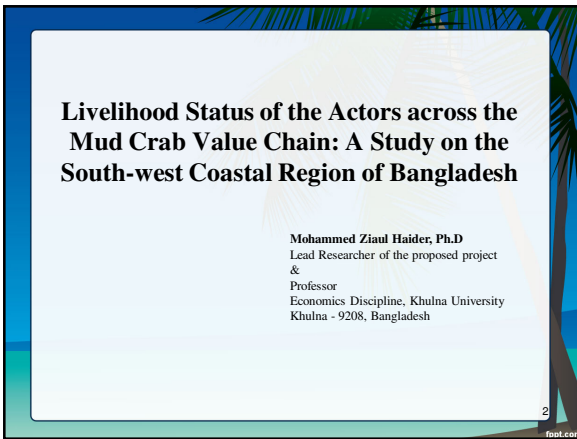 Livelihood Status of the Actors across the
Mud Crab Value Chain: A Study on the
South-west Coastal Region of Bangladesh
Mohammed Ziaul Haider, Ph.D
Lead Researcher of the proposed project
&
Professor
Economics Discipline, Khulna University
Khulna - 9208, Bangladesh
2
fppt.com